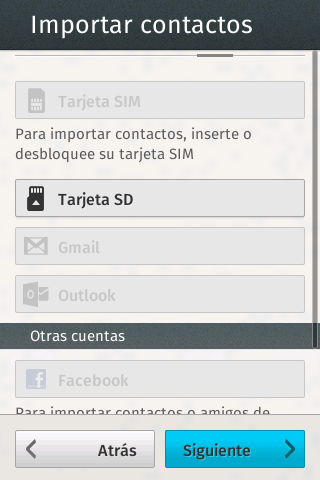 Importar contactos
Tarjeta SIM
Para importar contactos, inserte o
desbloquee su tarjeta SIM
Tarjeta SD
Gmail
Outlook
Otras cuentas
Facebook
Para importar contactos o amigos de
Atrás
Siguiente